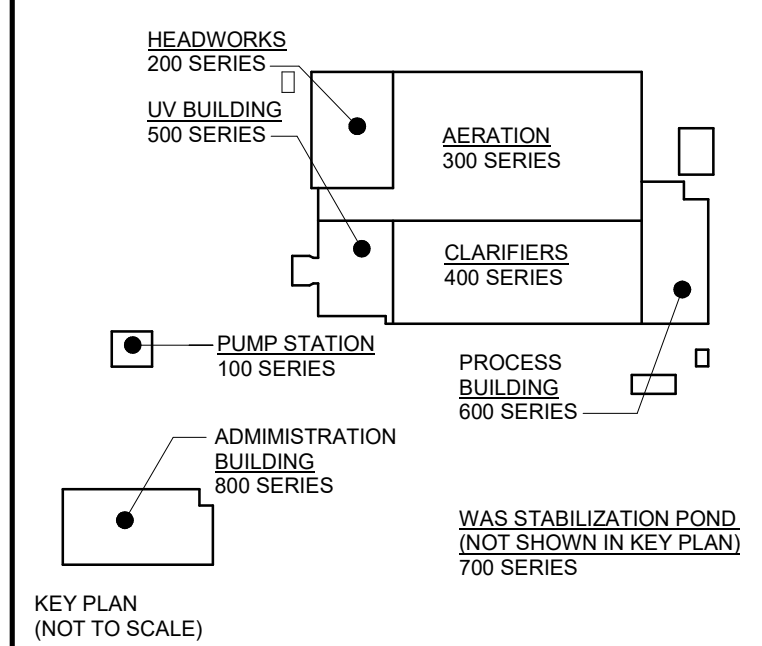 HEADWORKS
200 SERIES
UV BUILDING
500 SERIES
AERATION
300 SERIES
CLARIFIERS
400 SERIES
PUMP STATION
100 SERIES
PROCESS
BUILDING
600 SERIES
ADMIMISTRATION
BUILDING
800 SERIES
WAS STABILIZATION POND
(NOT SHOWN IN KEY PLAN)
700 SERIES
KEY PLAN
(NOT TO SCALE)